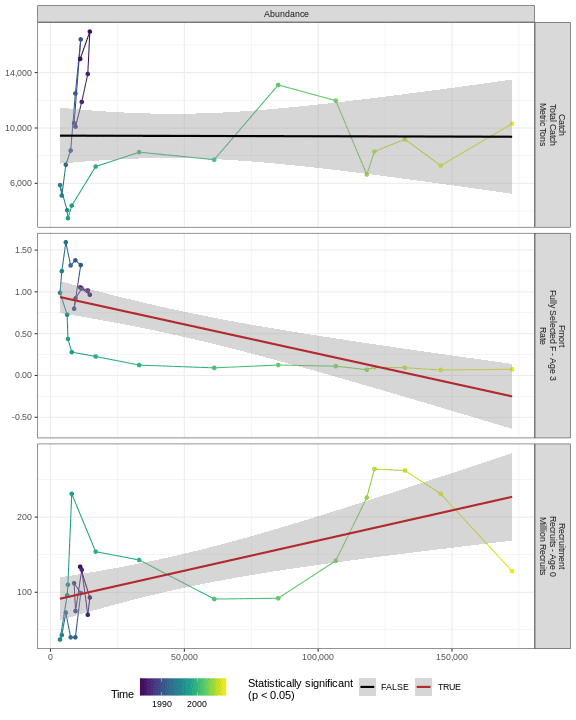 Abundance
14,000
10,000
6,000
Catch
Total Catch
Metric Tons
1.50
1.00
0.50
0.00
-0.50
Fmort
Fully Selected F - Age 3
Rate
200
100
Recruitment
Recruits - Age 0
Million Recruits
0
50,000
100,000
150,000
Time
1990
2000
Statistically significant
(p < 0.05)
FALSE
TRUE